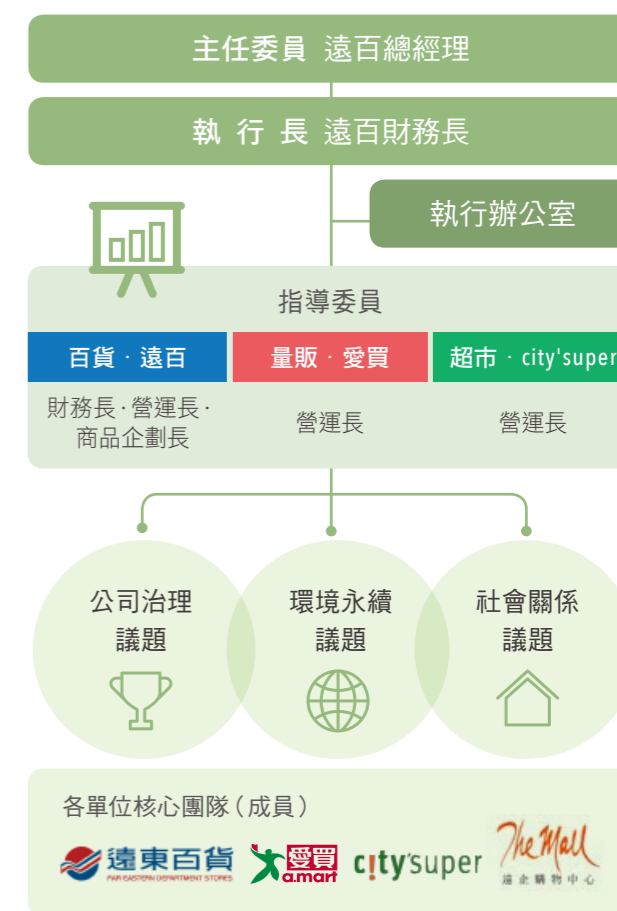 主任委員 遠百總經理
執行長 遠百財務長
執行辦公室
指導委員
百貨‧遠百
量販‧愛買
超市‧city'super
財務長‧營運長‧
商品企劃長
營運長
營運長
公司治理
議題
環境永續
議題
社會關係
議題
各單位核心團隊(成員)
遠東百貨
FAR EASTERN DEPARTMENT STORES
愛買
a.mart
city'super
The Mall
遠企購物中心